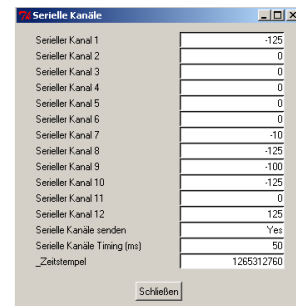 Serielle Kanäle
Serieller Kanal 1 -125
Serieller Kanal 2 0
Serieller Kanal 3 0
Serieller Kanal 4 0
Serieller Kanal 5 0
Serieller Kanal 6 0
Serieller Kanal 7 -10
Serieller Kanal 8 -125
Serieller Kanal 9 -100
Serieller Kanal 10 -125
Serieller Kanal 11 0
Serieller Kanal 12 125
Serielle Kanäle senden Yes
Serielle Kanäle Timing (ms) 50
_Zeitstempel 1265312760
Schließen